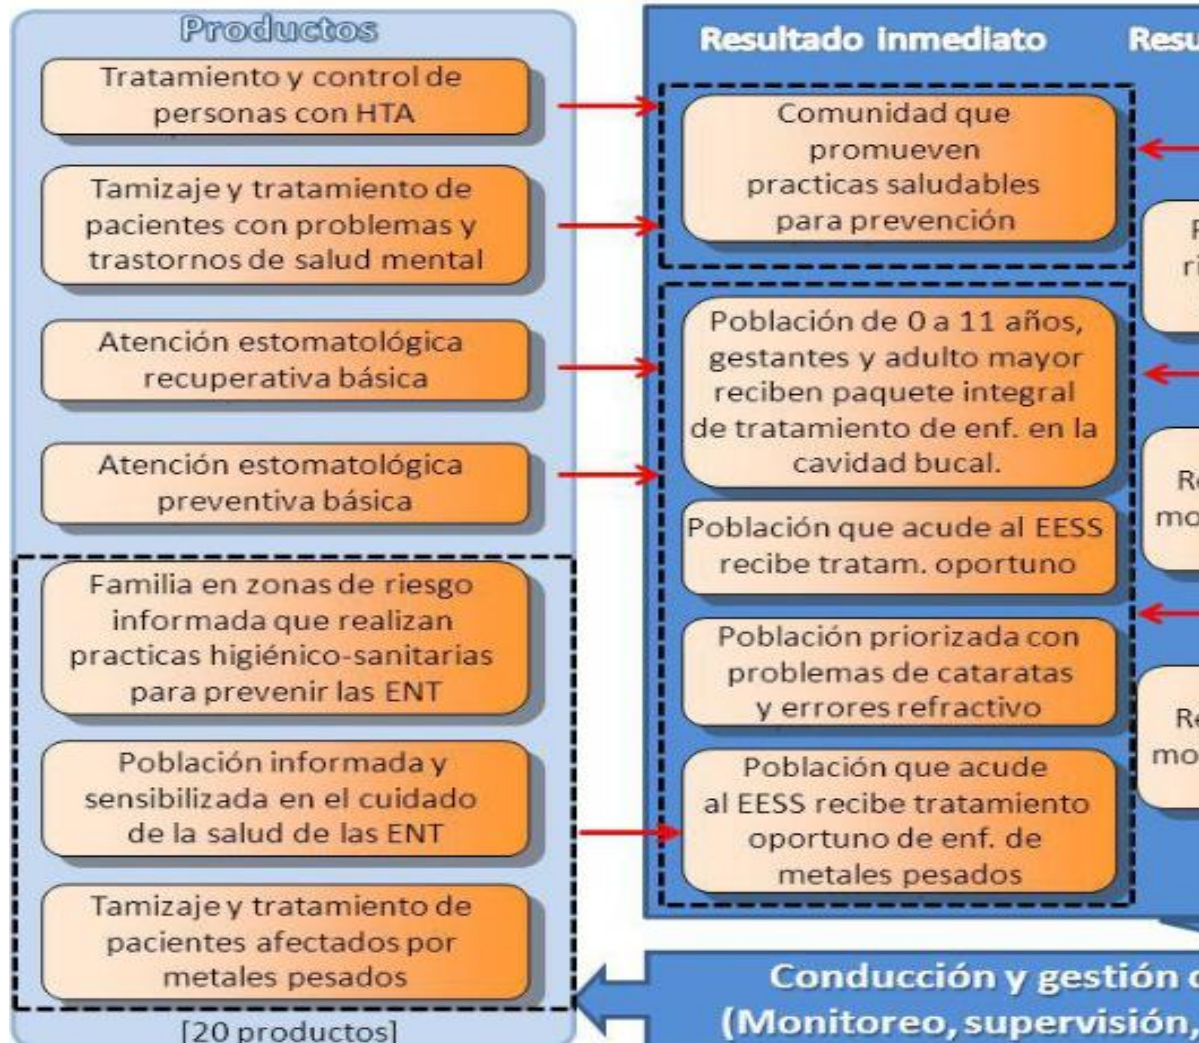 Productos
Tratamiento y control de
personas con HTA
Tamizaje y tratamiento de
pacientes con problemas y
trastornos de salud mental
Atención estomatológica
recuperativa básica
Atención estomatológica
preventiva básica
Familia en zonas de riesgo
informada que realizan
practicas higiénico-sanitarias
para prevenir las ENT
Población informada y
sensibilizada en el cuidado
de la salud de las ENT
Tamizaje y tratamiento de
pacientes afectados por
metales pesados
[20 productos]
Resultado Inmediato
Comunidad que
promueven
practicas saludables
para prevención
Población de 0 a 11 años,
gestantes y adulto mayor
reciben paquete integral
de tratamiento de enf. en la
cavidad bucal.
Población que acude al EESS
recibe tratam. oportuno
Población priorizada con
problemas de cataratas
y errores refractivo
Población que acude
al EESS recibe tratamiento
oportuno de enf. de
metales pesados
Conducción y gestión
(Monitoreo, supervisión,